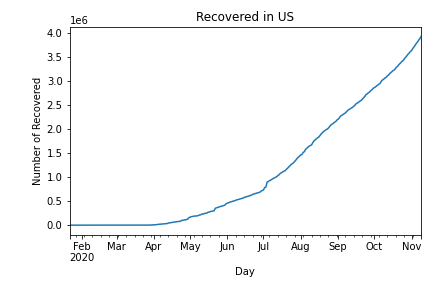 Recovered in US
1e6
4.0
3.5
3.0
2.5
2.0
1.5
1.0
0.5
0.0
Number of Recovered
Feb Mar Apr May Jun Jul Aug Sep Oct Nov
2020
Day